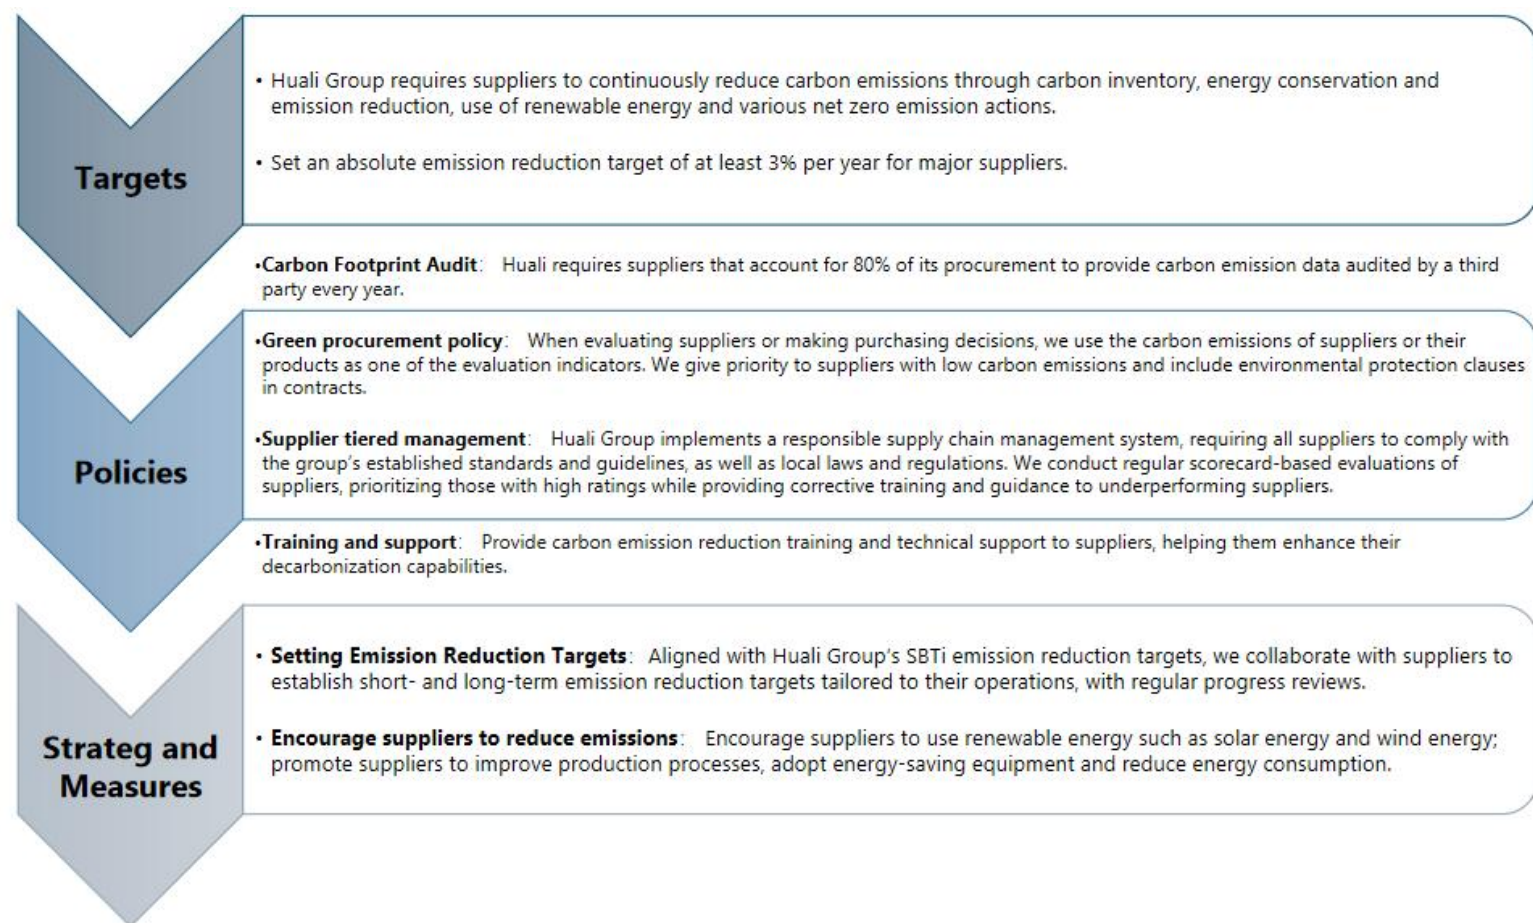 Targets
• Huali Group requires suppliers to continuously reduce carbon emissions through carbon inventory, energy conservation and
emission reduction, use of renewable energy and various net zero emission actions.
• Set an absolute emission reduction target of at least 3% per year for major suppliers.
•Carbon Footprint Audit: Huali requires suppliers that account for 80% of its procurement to provide carbon emission data audited by a third
party every year.
Policies
•Green procurement policy: When evaluating suppliers or making purchasing decisions, we use the carbon emissions of suppliers or their
products as one of the evaluation indicators. We give priority to suppliers with low carbon emissions and include environmental protection clauses
in contracts.
•Supplier tiered management: Huali Group implements a responsible supply chain management system, requiring all suppliers to comply with
the group's established standards and guidelines, as well as local laws and regulations. We conduct regular scorecard-based evaluations of
suppliers, prioritizing those with high ratings while providing corrective training and guidance to underperforming suppliers.
•Training and support: Provide carbon emission reduction training and technical support to suppliers, helping them enhance their
decarbonization capabilities.
Strateg and
Measures
• Setting Emission Reduction Targets: Aligned with Huali Group's SBTi emission reduction targets, we collaborate with suppliers to
establish short- and long-term emission reduction targets tailored to their operations, with regular progress reviews.
• Encourage suppliers to reduce emissions: Encourage suppliers to use renewable energy such as solar energy and wind energy;
promote suppliers to improve production processes, adopt energy-saving equipment and reduce energy consumption.